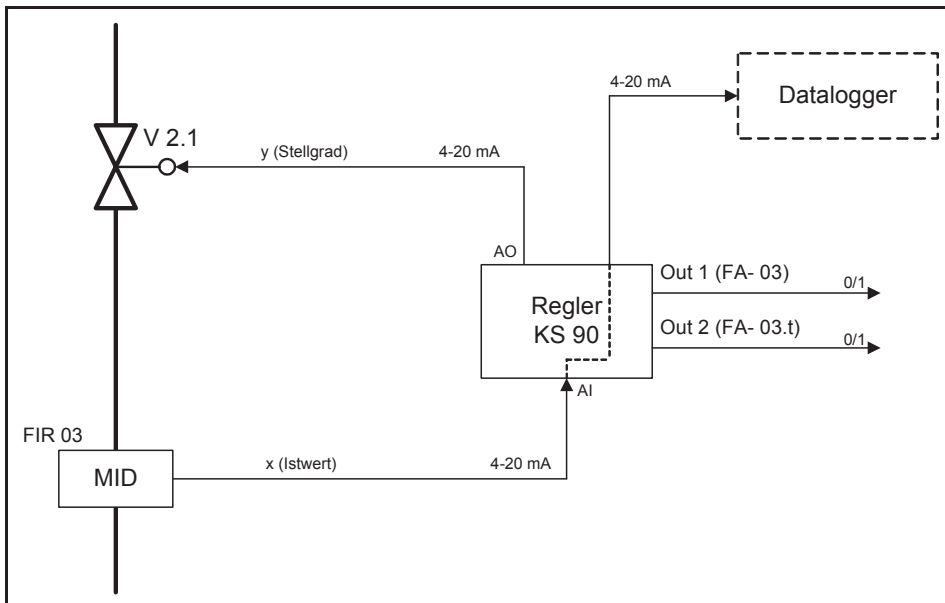 4-20 mA
Datalogger
V 2.1
y (Stellgrad)
4-20 mA
AO
Out 1 (FA- 03)
0/1
Regler
KS 90
Out 2 (FA- 03.t)
0/1
AI
FIR 03
MID
x (Istwert)
4-20 mA